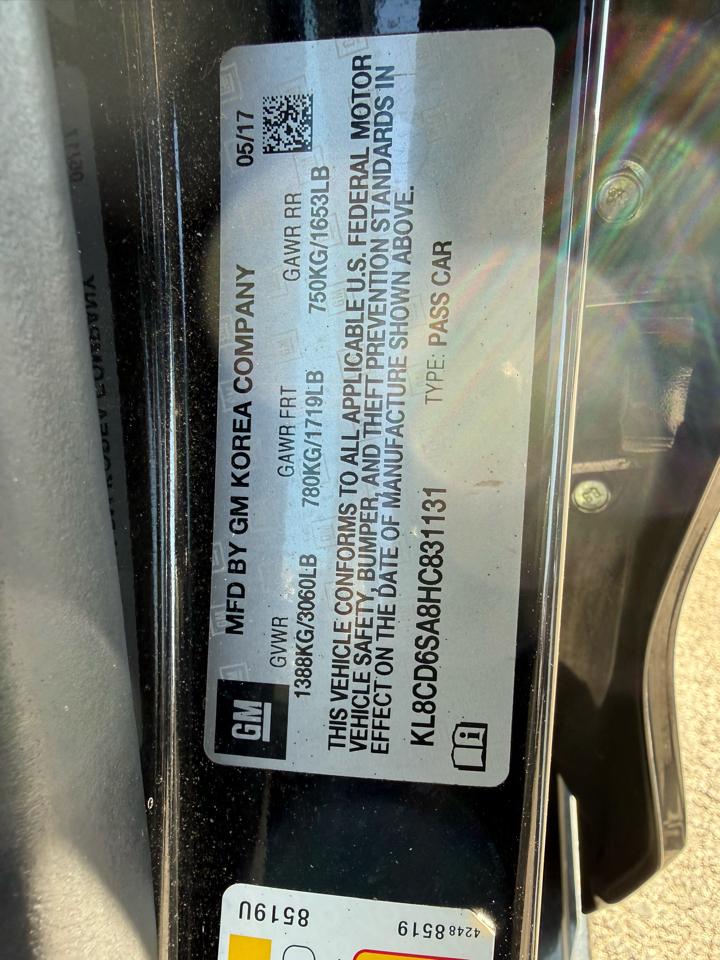 GM
MFD BY GM KOREA COMPANY 05/17
GVWR GAWR FRT GAWR RR
1388KG/3060LB 780KG/1719LB 750KG/1653LB
THIS VEHICLE CONFORMS TO ALL APPLICABLE U.S. FEDERAL MOTOR
VEHICLE SAFETY, BUMPER, AND THEFT PREVENTION STANDARDS IN
EFFECT ON THE DATE OF MANUFACTURE SHOWN ABOVE.
KL8CD6SA8HC831131 TYPE: PASS CAR
8519U
4248 8519